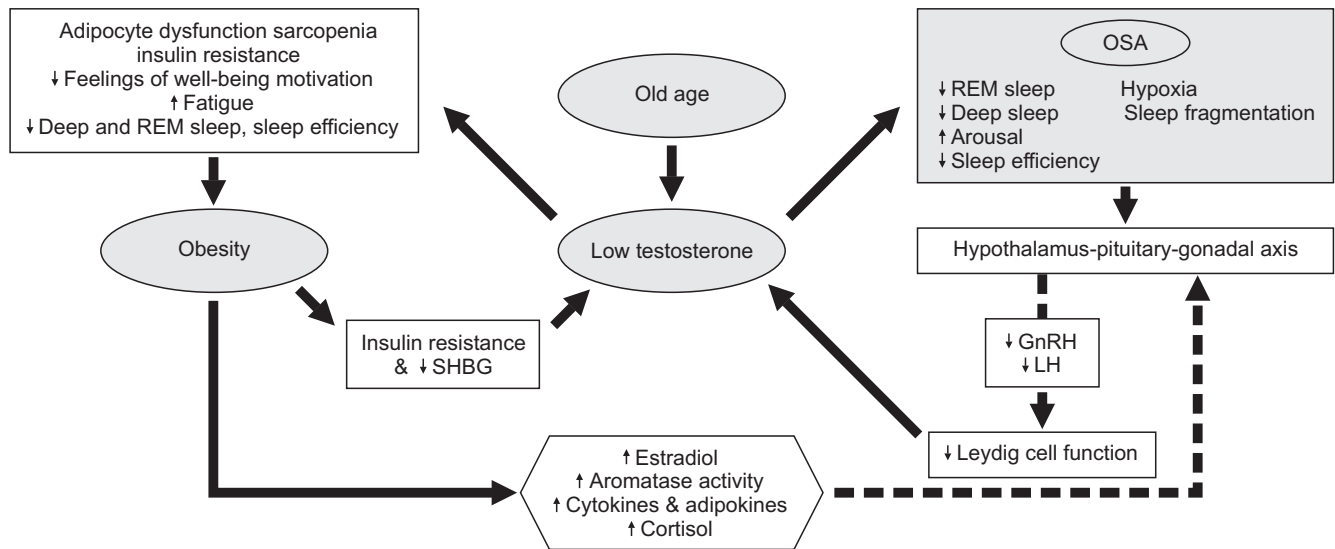 Adipocyte dysfunction sarcopenia
insulin resistance
↓ Feelings of well-being motivation
↑ Fatigue
↓ Deep and REM sleep, sleep efficiency
Old age
OSA
↓ REM sleep
↓ Deep sleep
↑ Arousal
↓ Sleep efficiency
Hypoxia
Sleep fragmentation
Obesity
Low testosterone
Hypothalamus-pituitary-gonadal axis
Insulin resistance
& ↓ SHBG
↓ GnRH
↓ LH
↓ Leydig cell function
↑ Estradiol
↑ Aromatase activity
↑ Cytokines & adipokines
↑ Cortisol